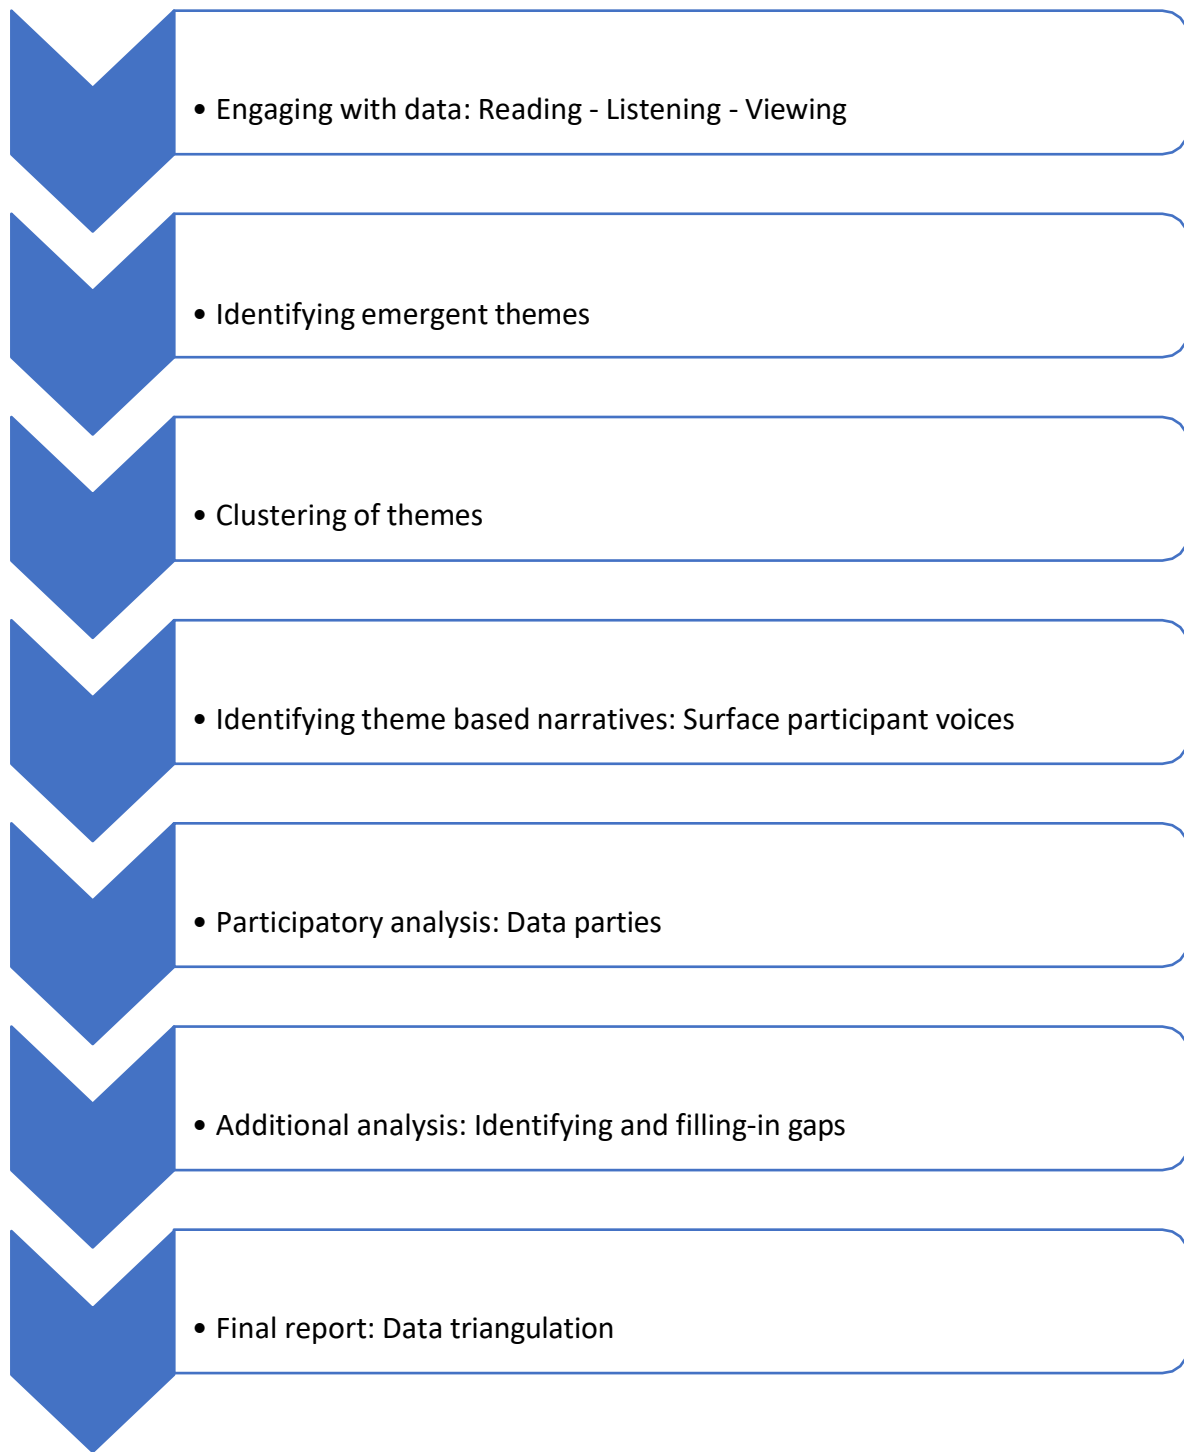 • Engaging with data: Reading - Listening - Viewing
• Identifying emergent themes
• Clustering of themes
• Identifying theme based narratives: Surface participant voices
• Participatory analysis: Data parties
• Additional analysis: Identifying and filling-in gaps
• Final report: Data triangulation